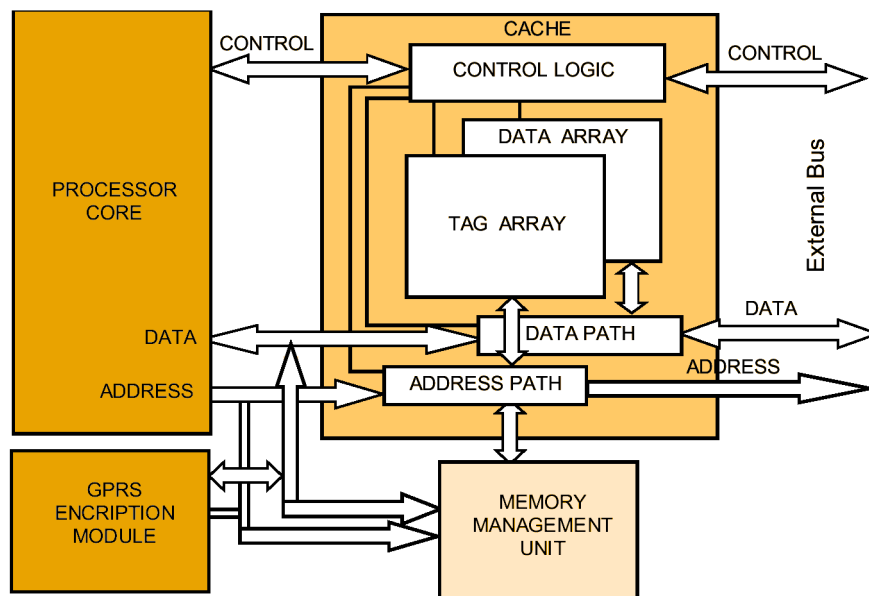 CACHE
CONTROL
CONTROL LOGIC
CONTROL
DATA ARRAY
PROCESSOR
CORE
TAG ARRAY
External Bus
DATA
DATA PATH
DATA
ADDRESS
ADDRESS PATH
ADDRESS
GPRS
ENCRIPTION
MODULE
MEMORY
MANAGEMENT
UNIT